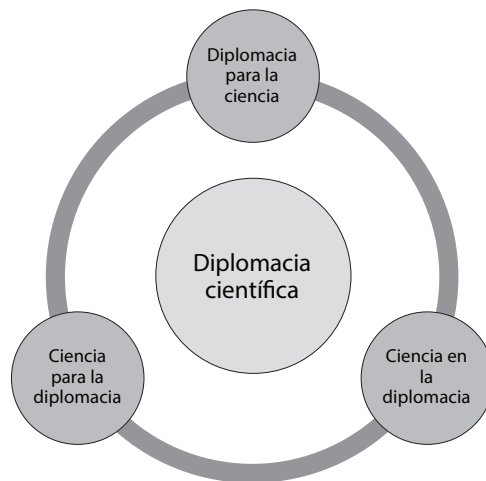 Diplomacia
para la
ciencia
Diplomacia
científica
Ciencia
para la
diplomacia
Ciencia en
la
diplomacia